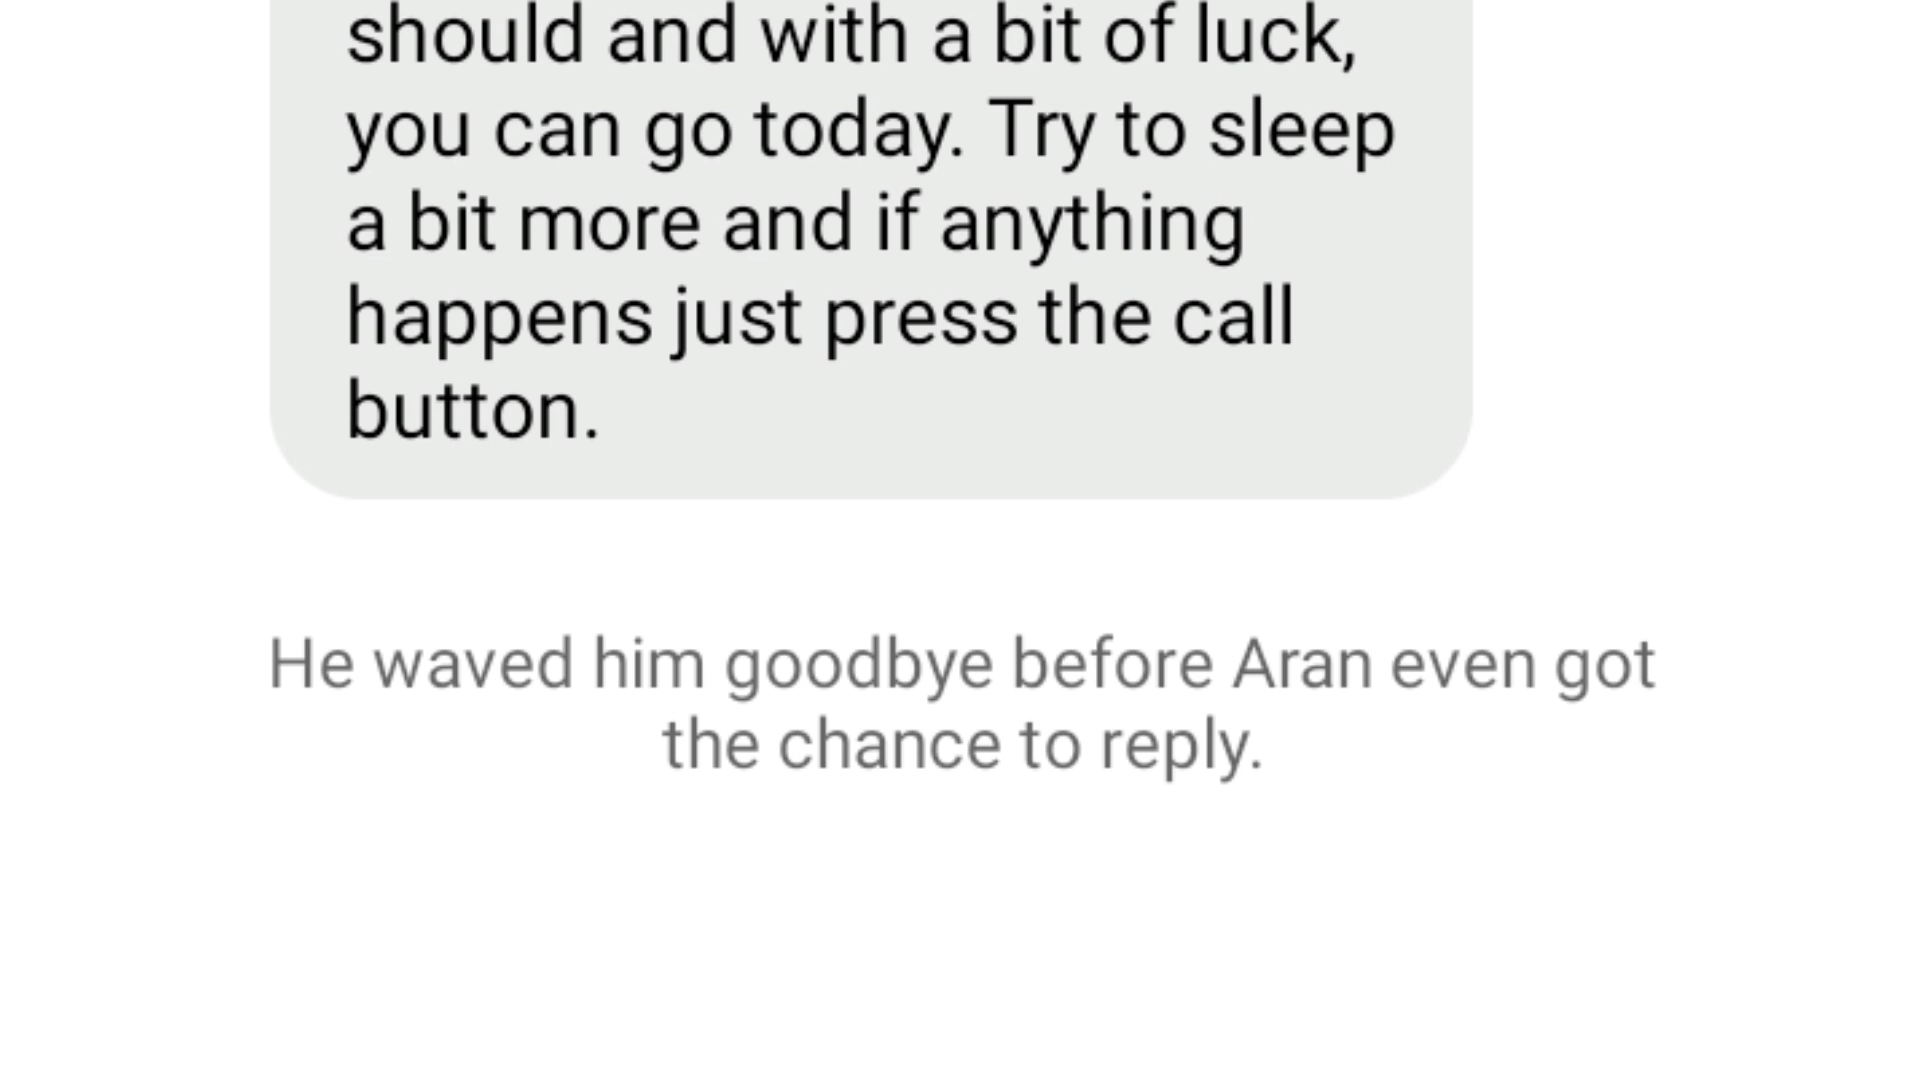 should and with a bit of luck,
you can go today. Try to sleep
a bit more and if anything
happens just press the call
button.
He waved him goodbye before Aran even got
the chance to reply.